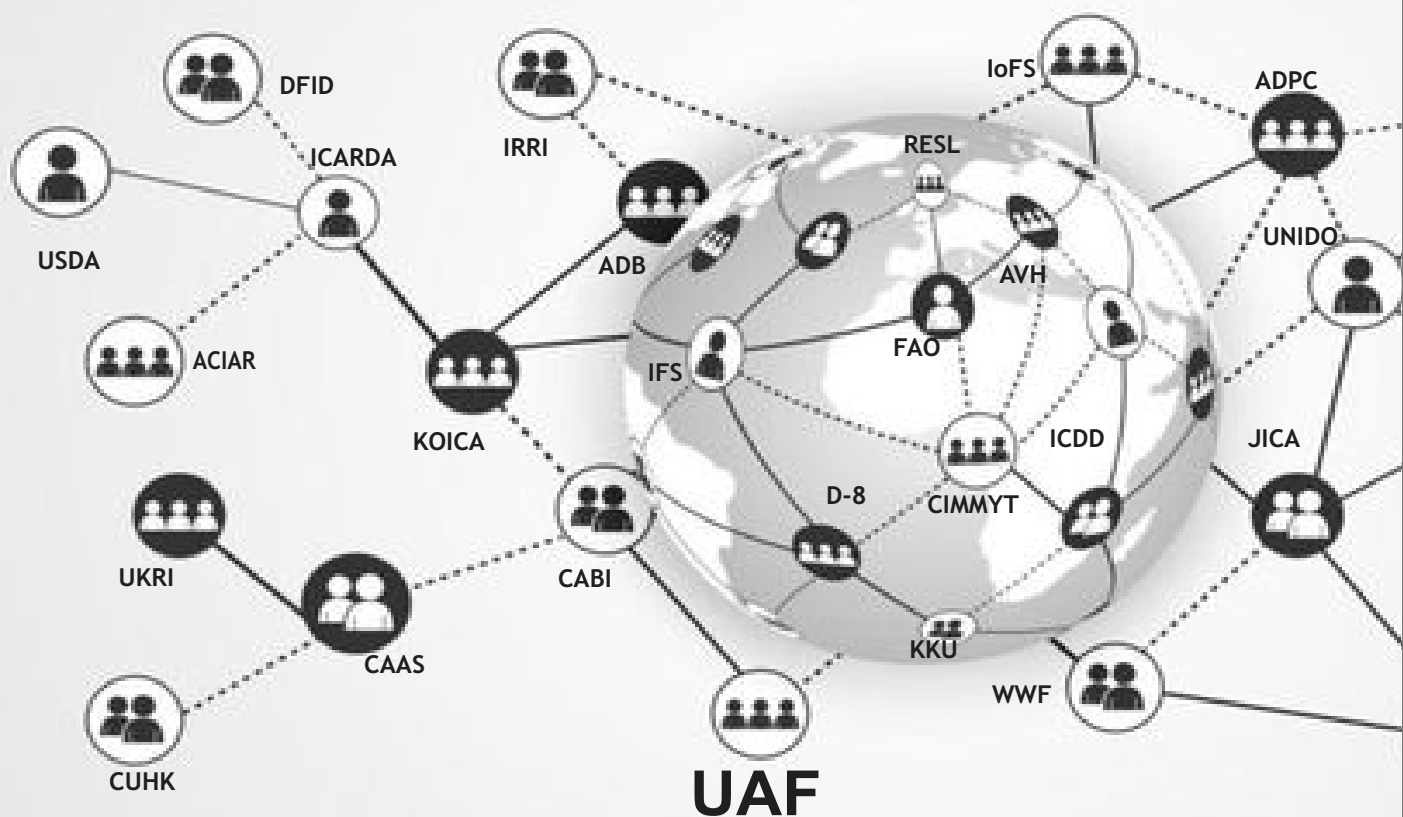 DFID
IoFS
ADPC
IRRI
RESL
ICARDA
UNIDO
USDA
ADB
AVH
FAO
ACIAR
IFS
KOICA
ICDD
JICA
D-8
CIMMYT
UKRI
CABI
CAAS
KKU
WWF
CUHK
UAF